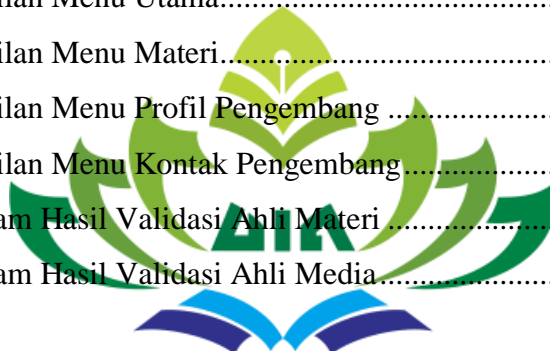 ilan Menu Utama........................................
ilan Menu Materi........................................
ilan Menu Profil Pengembang ....................
ilan Menu Kontak Pengembang..................
am Hasil Validasi Ahli Materi ....................
am Hasil Validasi Ahli Media.....................